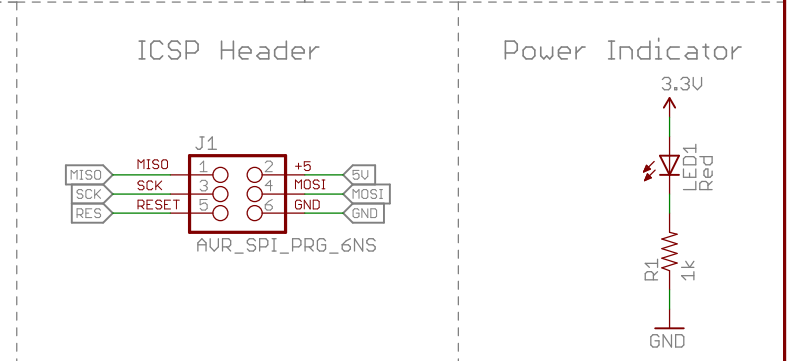 ICSP Header
J1
MISO MISO 1 2 +5 5V
SCK SCK 3 4 MOSI MOSI
RES RESET 5 6 GND GND
AVR_SPI_PRG_6NS
Power Indicator
3.3V
LED1
Red
R1
1k
GND